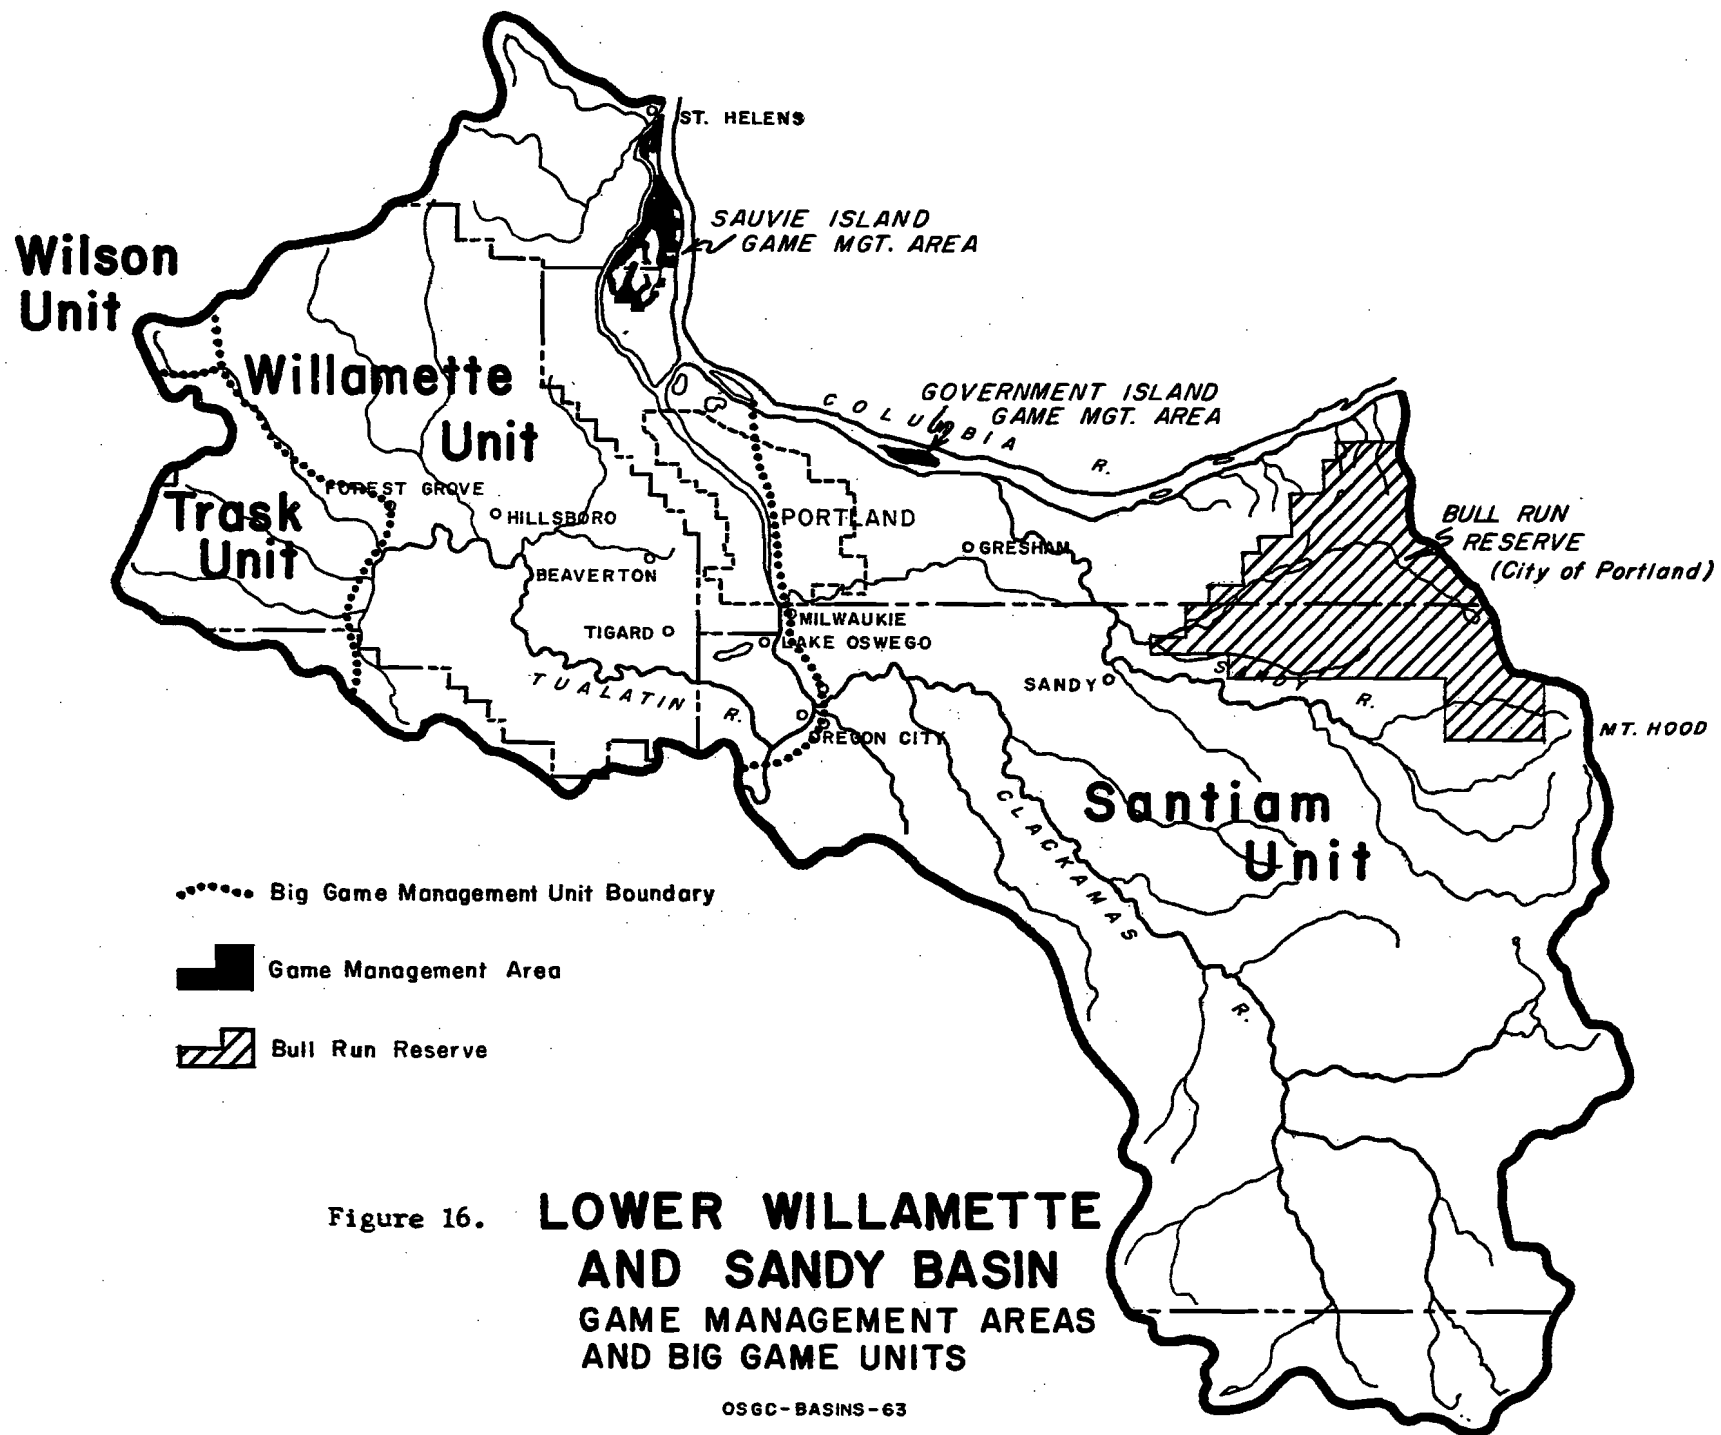 ST. HELENS
SAUVIE ISLAND
GAME MGT. AREA
Wilson
Unit
Willamette
Unit
GOVERNMENT ISLAND
GAME MGT. AREA
COLUMBIA
R.
FOREST GROVE
Trask
Unit
HILLSBORO
PORTLAND
BULL RUN
RESERVE
(City of Portland)
GRESHAM
BEAVERTON
MILWAUKIE
TIGARD
LAKE OSWEGO
SANDY
SANDY
R.
TUALATIN
R.
OREGON CITY
MT. HOOD
Santiam
Unit
CLACKAMAS
R.
Big Game Management Unit Boundary
Game Management Area
Bull Run Reserve
Figure 16.
LOWER WILLAMETTE
AND SANDY BASIN
GAME MANAGEMENT AREAS
AND BIG GAME UNITS
OSGC-BASINS-63